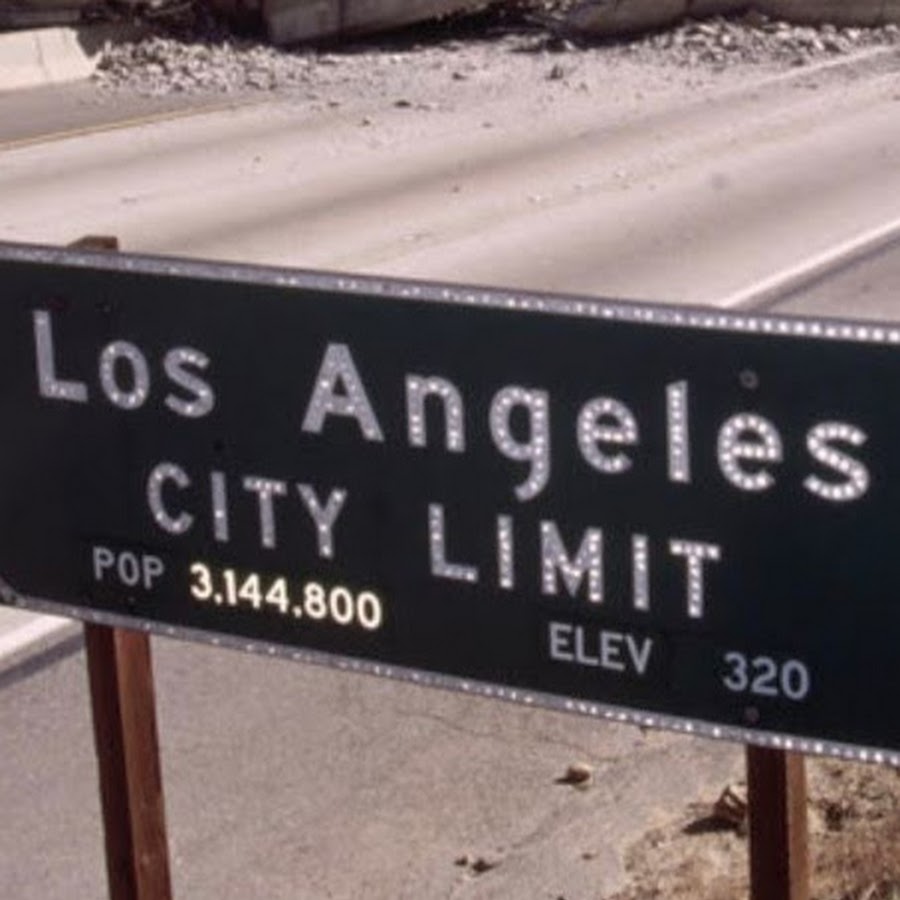 Los Angeles
CITY LIMIT
POP 3,144,800 ELEV 320